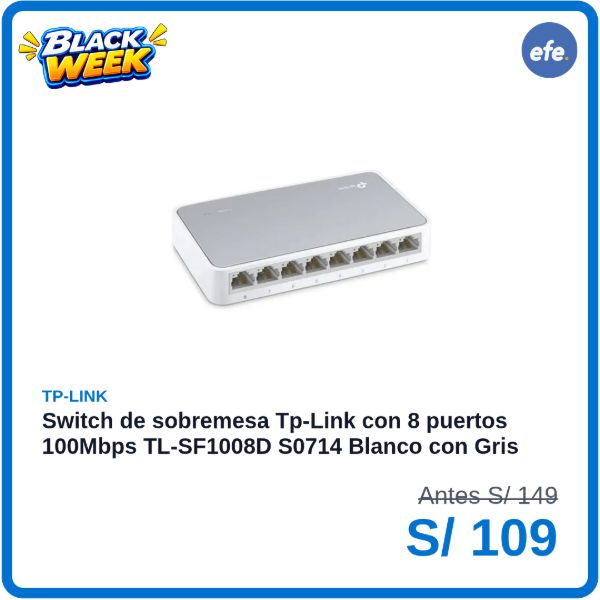 BLACK
WEEK
efe.
TP-LINK
Switch de sobremesa Tp-Link con 8 puertos
100Mbps TL-SF1008D S0714 Blanco con Gris
Antes S/ 149
S/ 109